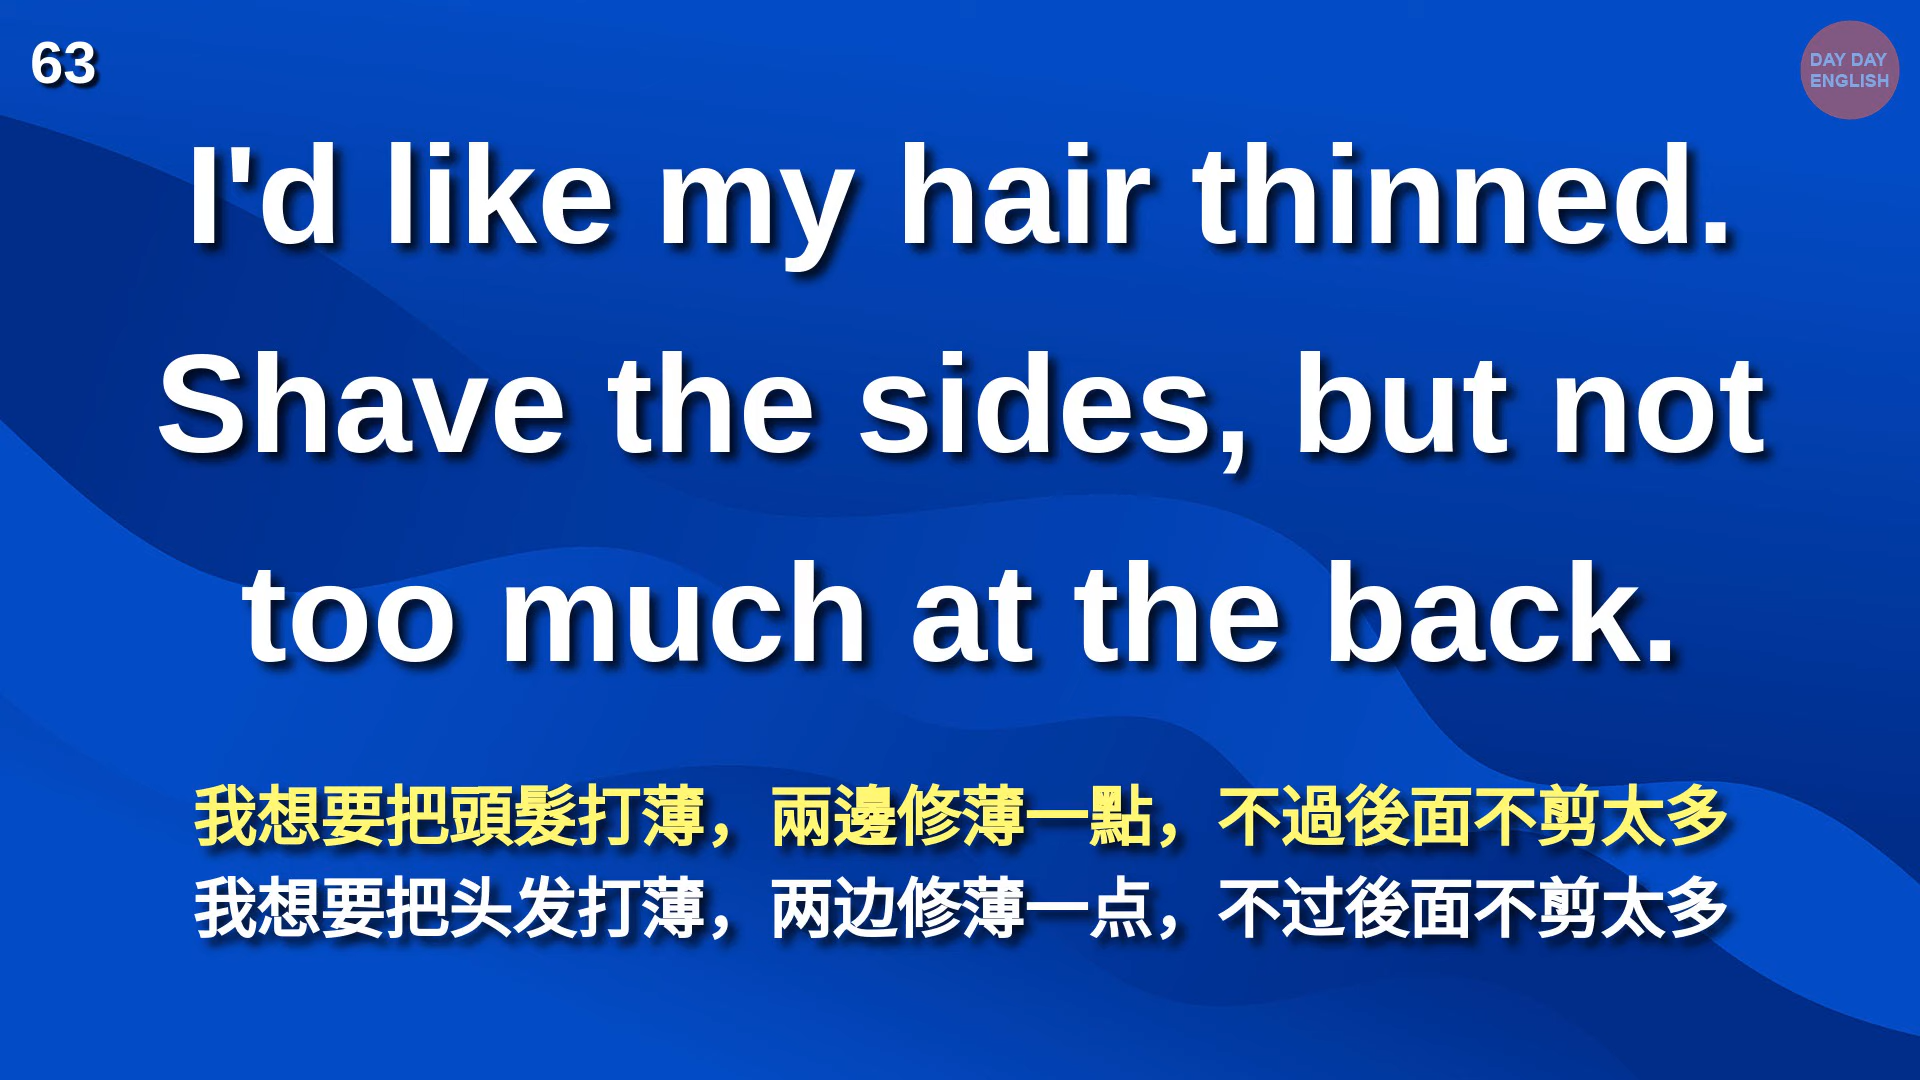 63
DAY DAY
ENGLISH
I'd like my hair thinned.
Shave the sides, but not
too much at the back.
我想要把頭髮打薄，兩邊修薄一點，不過後面不剪太多
我想要把头发打薄，两边修薄一点，不过後面不剪太多